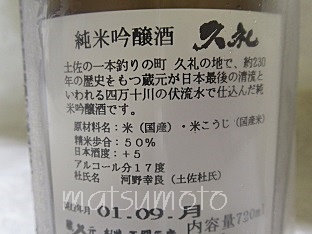 純米吟醸酒 久礼
土佐の一本釣りの町 久礼の地で、約230
年の歴史をもつ蔵元が日本最後の清流と
いわれる四万十川の伏流水で仕込んだ純
米吟醸酒です。
原材料名：米（国産）・米こうじ（国産米）
精米歩合：５０％
日本酒度：＋５
アルコール分１７度
杜氏名 河野幸良（土佐杜氏）
matsumoto
01.09.月
内容量720m